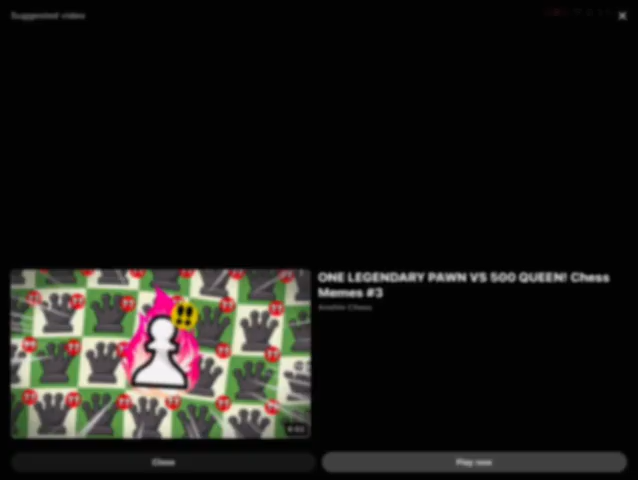 Suggested video
ONE LEGENDARY PAWN VS 500 QUEEN! Chess
Memes #3
Close
Play now